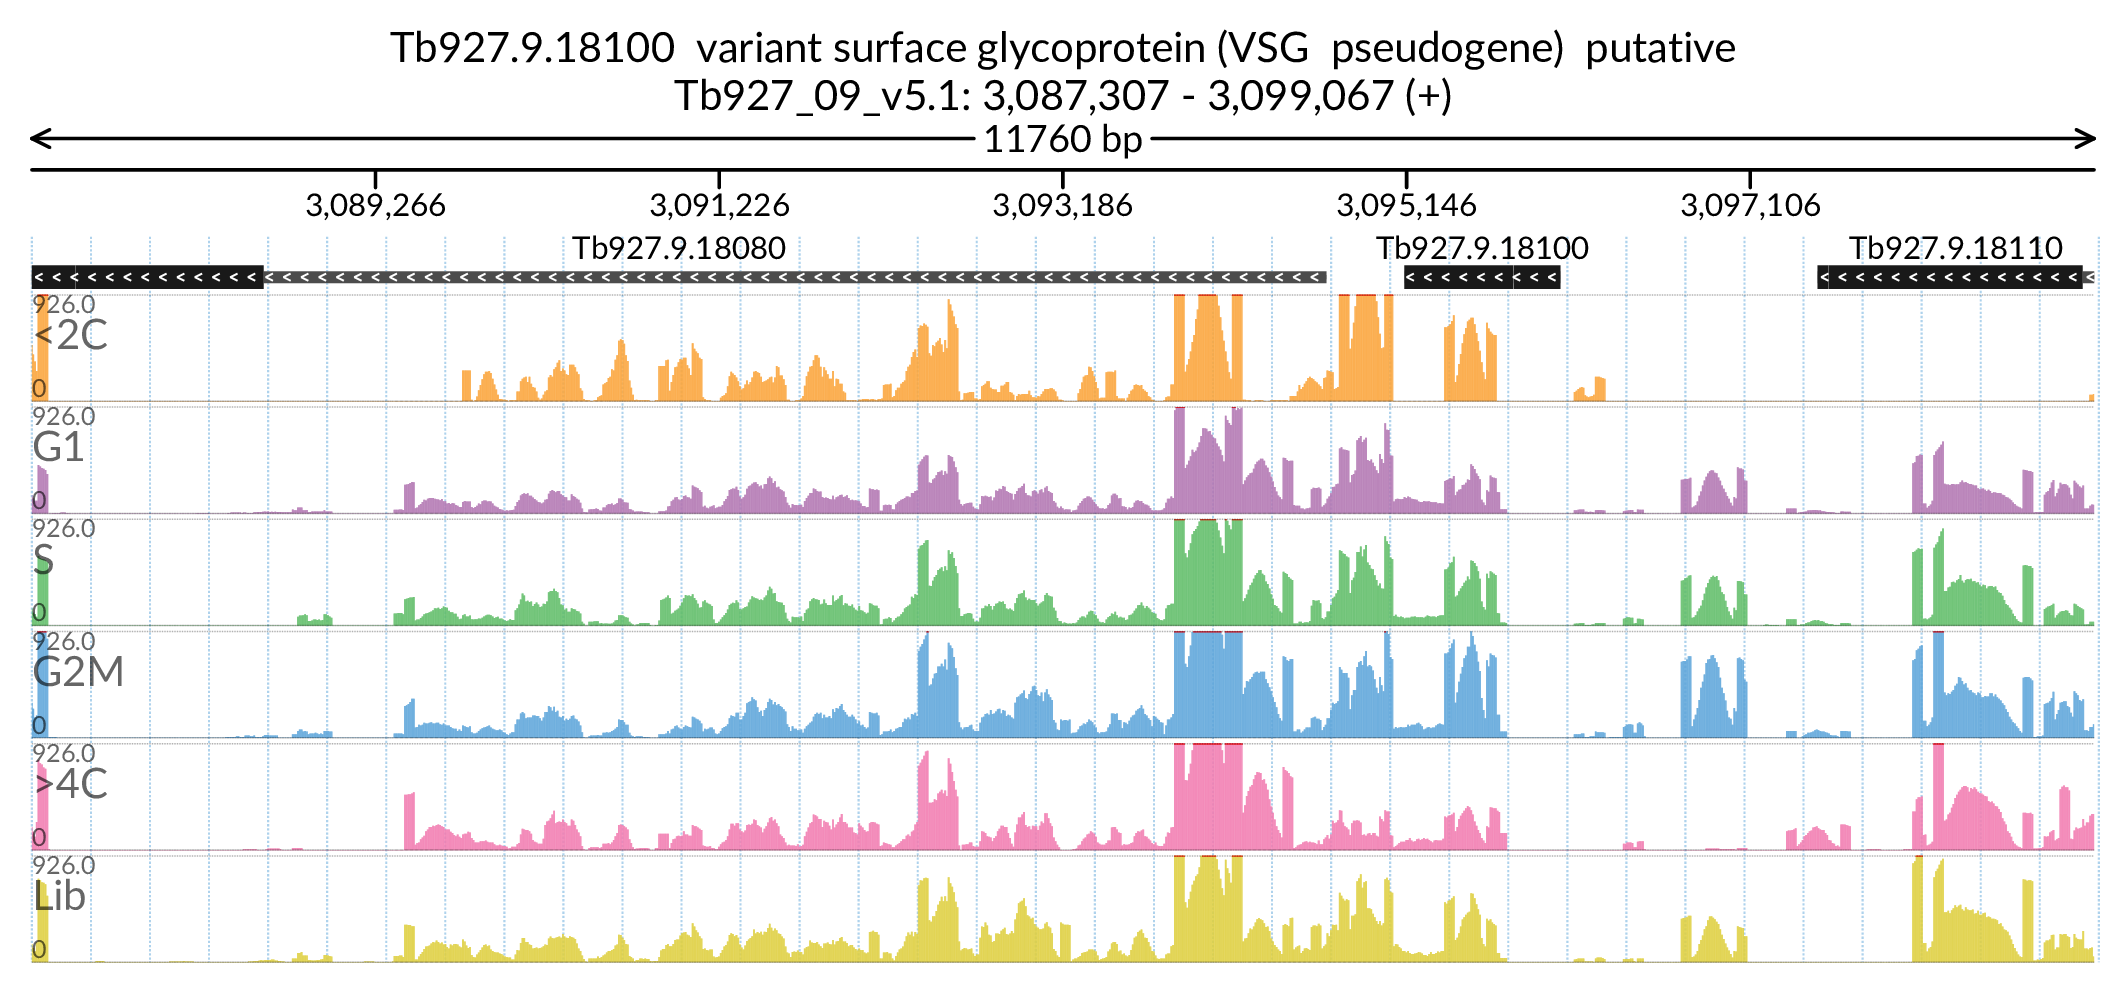 Tb927.9.18100  variant surface glycoprotein (VSG  pseudogene)  putative
Tb927_09_v5.1: 3,087,307 - 3,099,067 (+)
11760 bp
3,089,266 3,091,226 3,093,186 3,095,146 3,097,106
Tb927.9.18080 Tb927.9.18100 Tb927.9.18110
926.0
<2C
0
926.0
G1
0
926.0
S
0
926.0
G2M
0
926.0
>4C
0
926.0
Lib
0